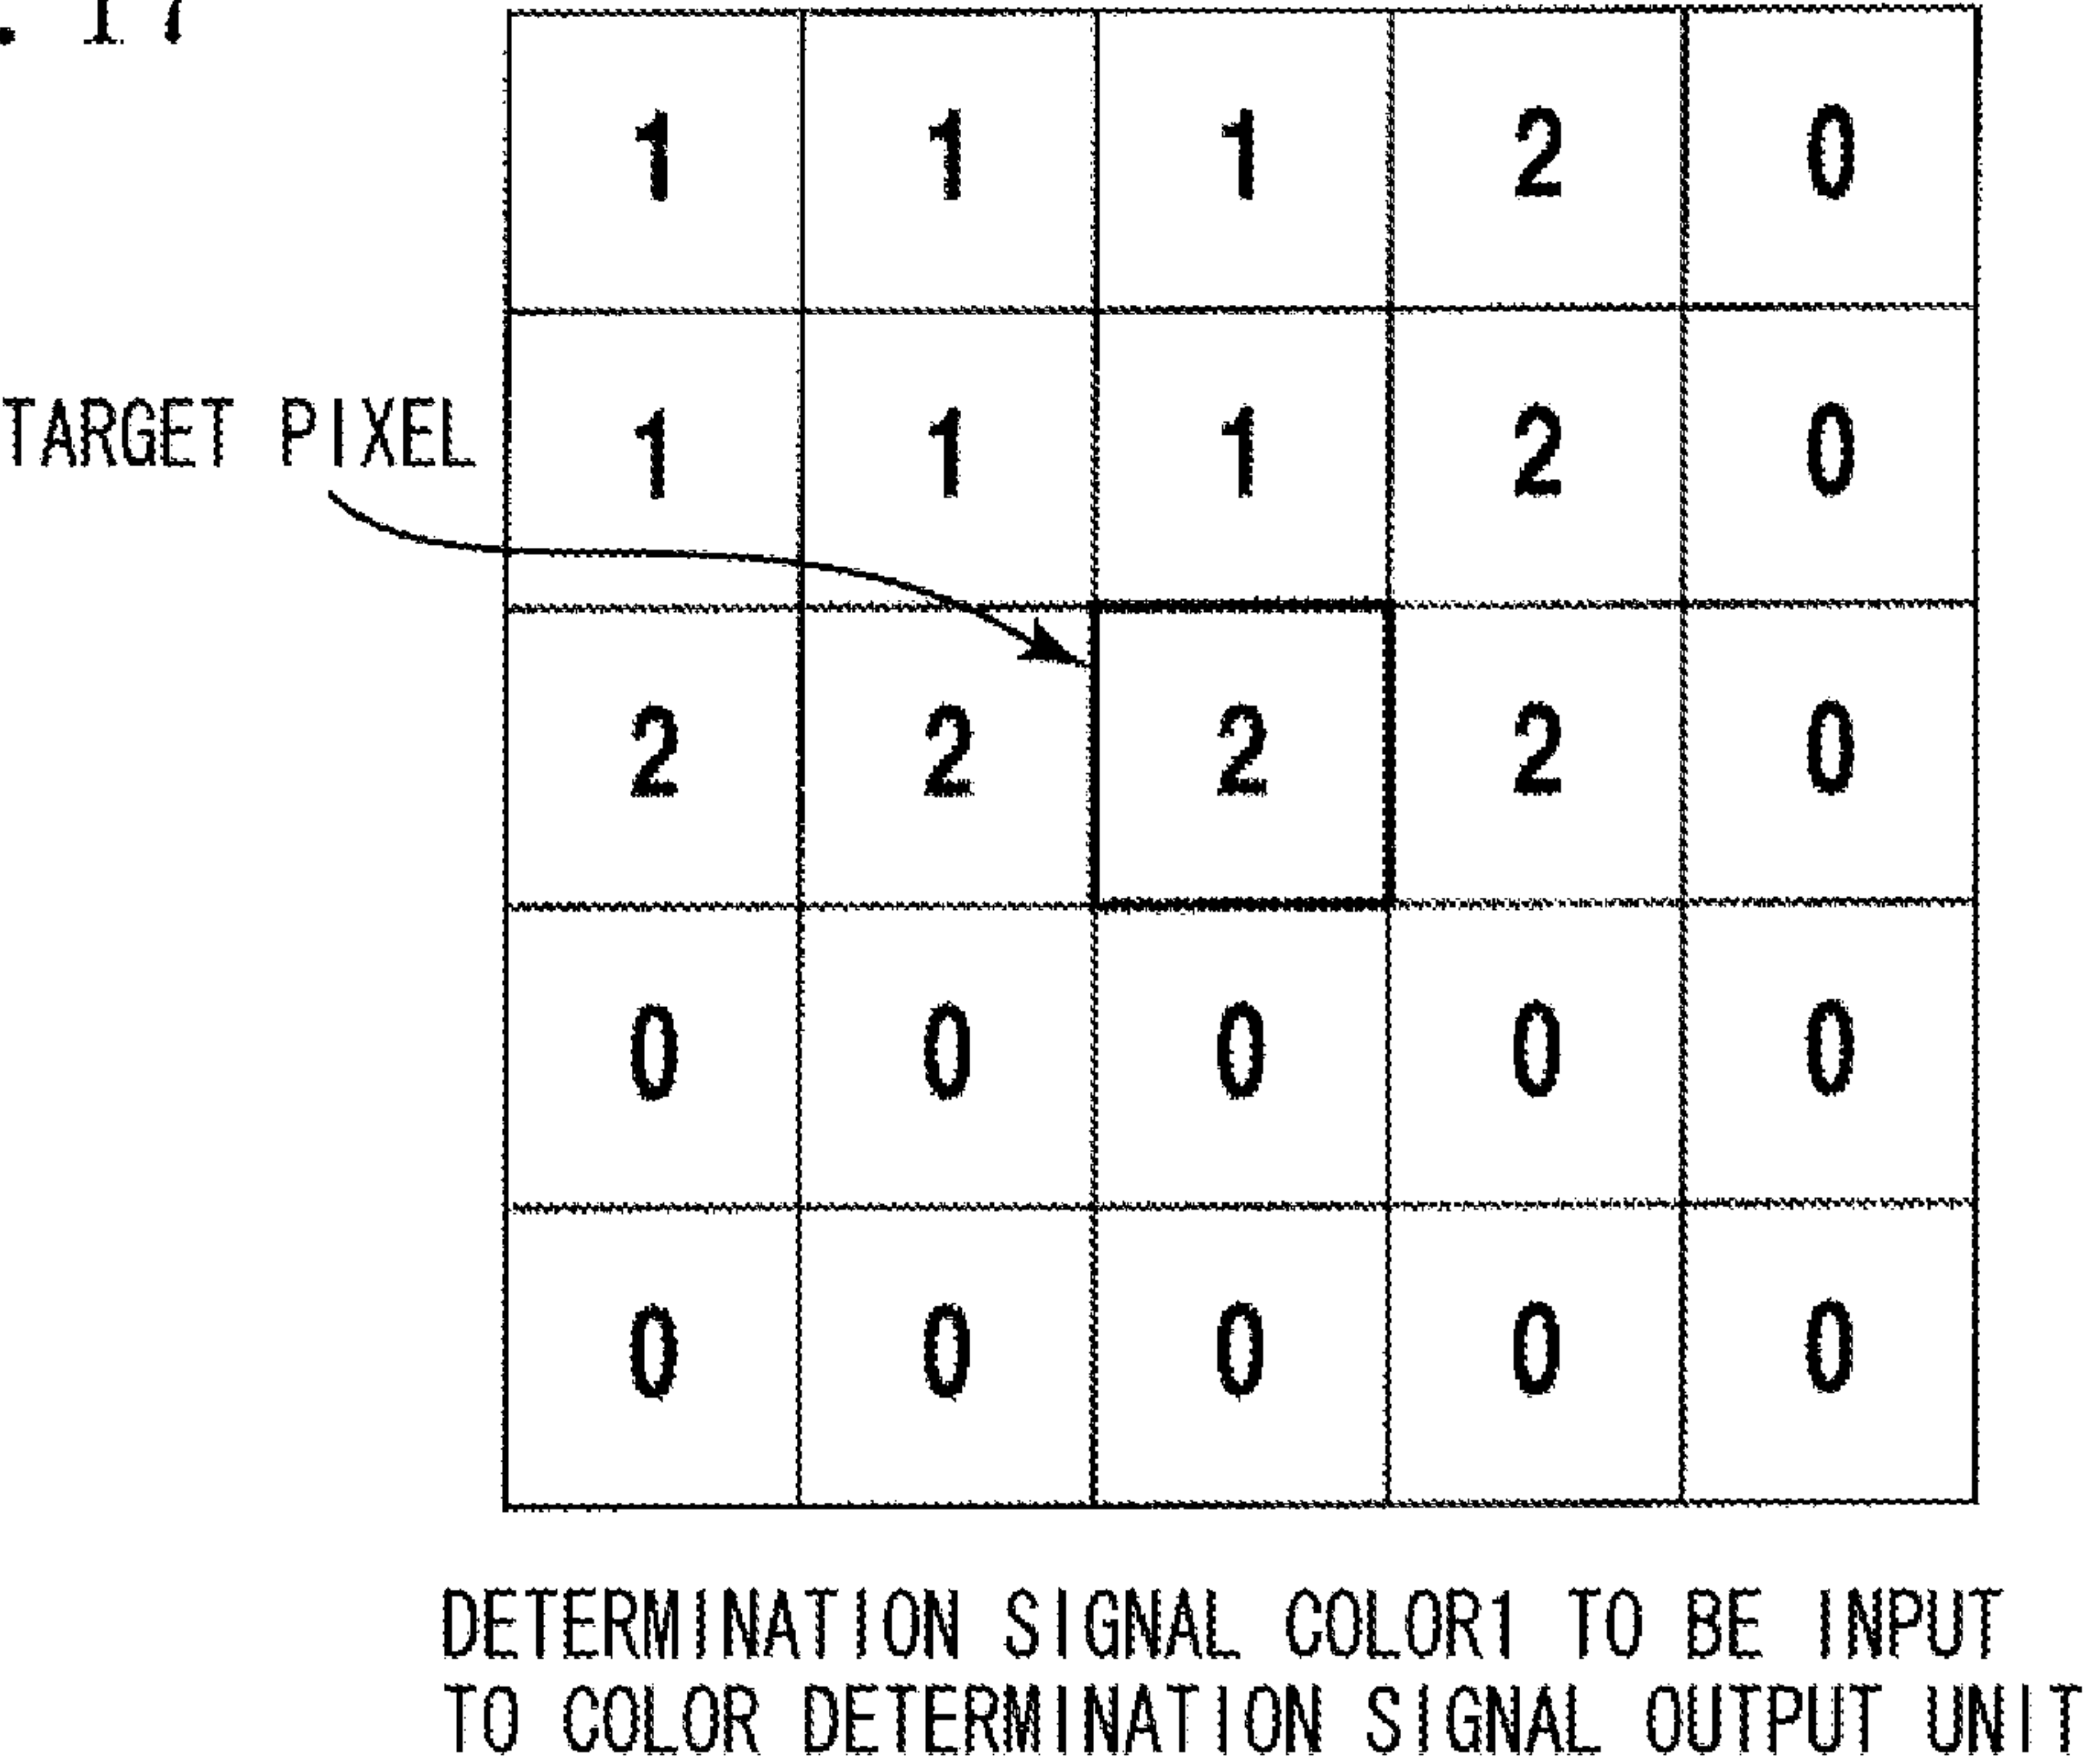 . 17
1 1 1 2 0
TARGET PIXEL
1 1 1 2 0
2 2 2 2 0
0 0 0 0 0
0 0 0 0 0
DETERMINATION SIGNAL COLOR1 TO BE INPUT
TO COLOR DETERMINATION SIGNAL OUTPUT UNIT